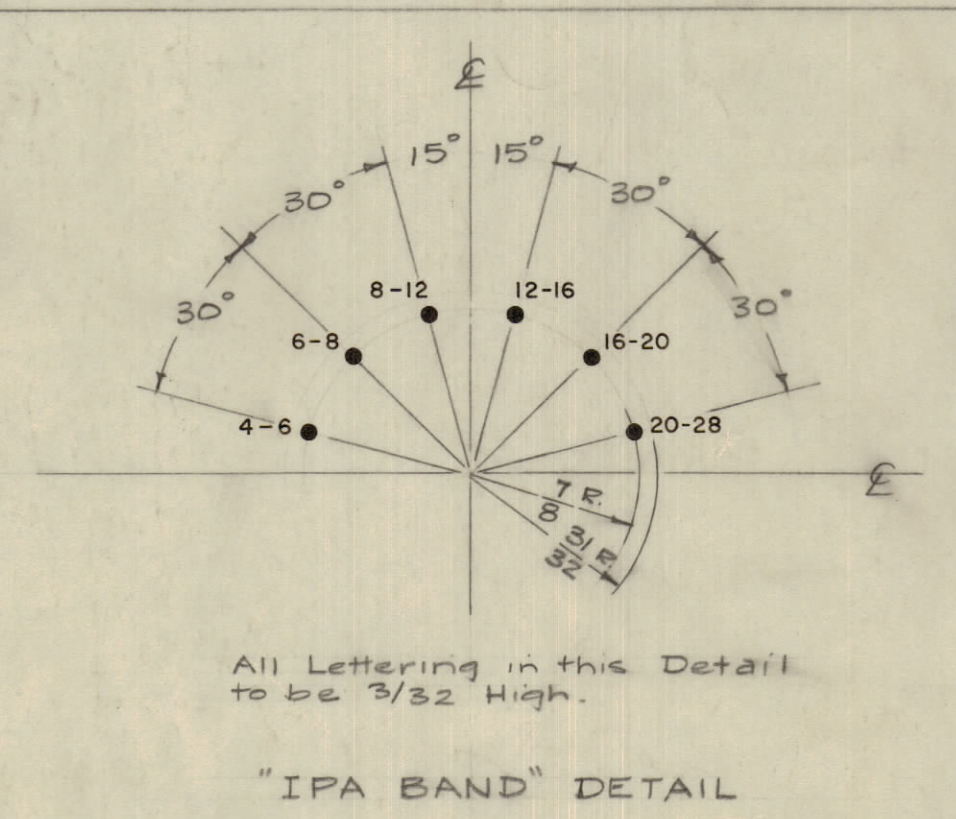 ℄
15° 15°
30° 30°
30° 30°
8-12 12-16
6-8 16-20
4-6 20-28
℄
7/8 R.
31/32 R.
All Lettering in this Detail
to be 3/32 High.
"IPA BAND" DETAIL